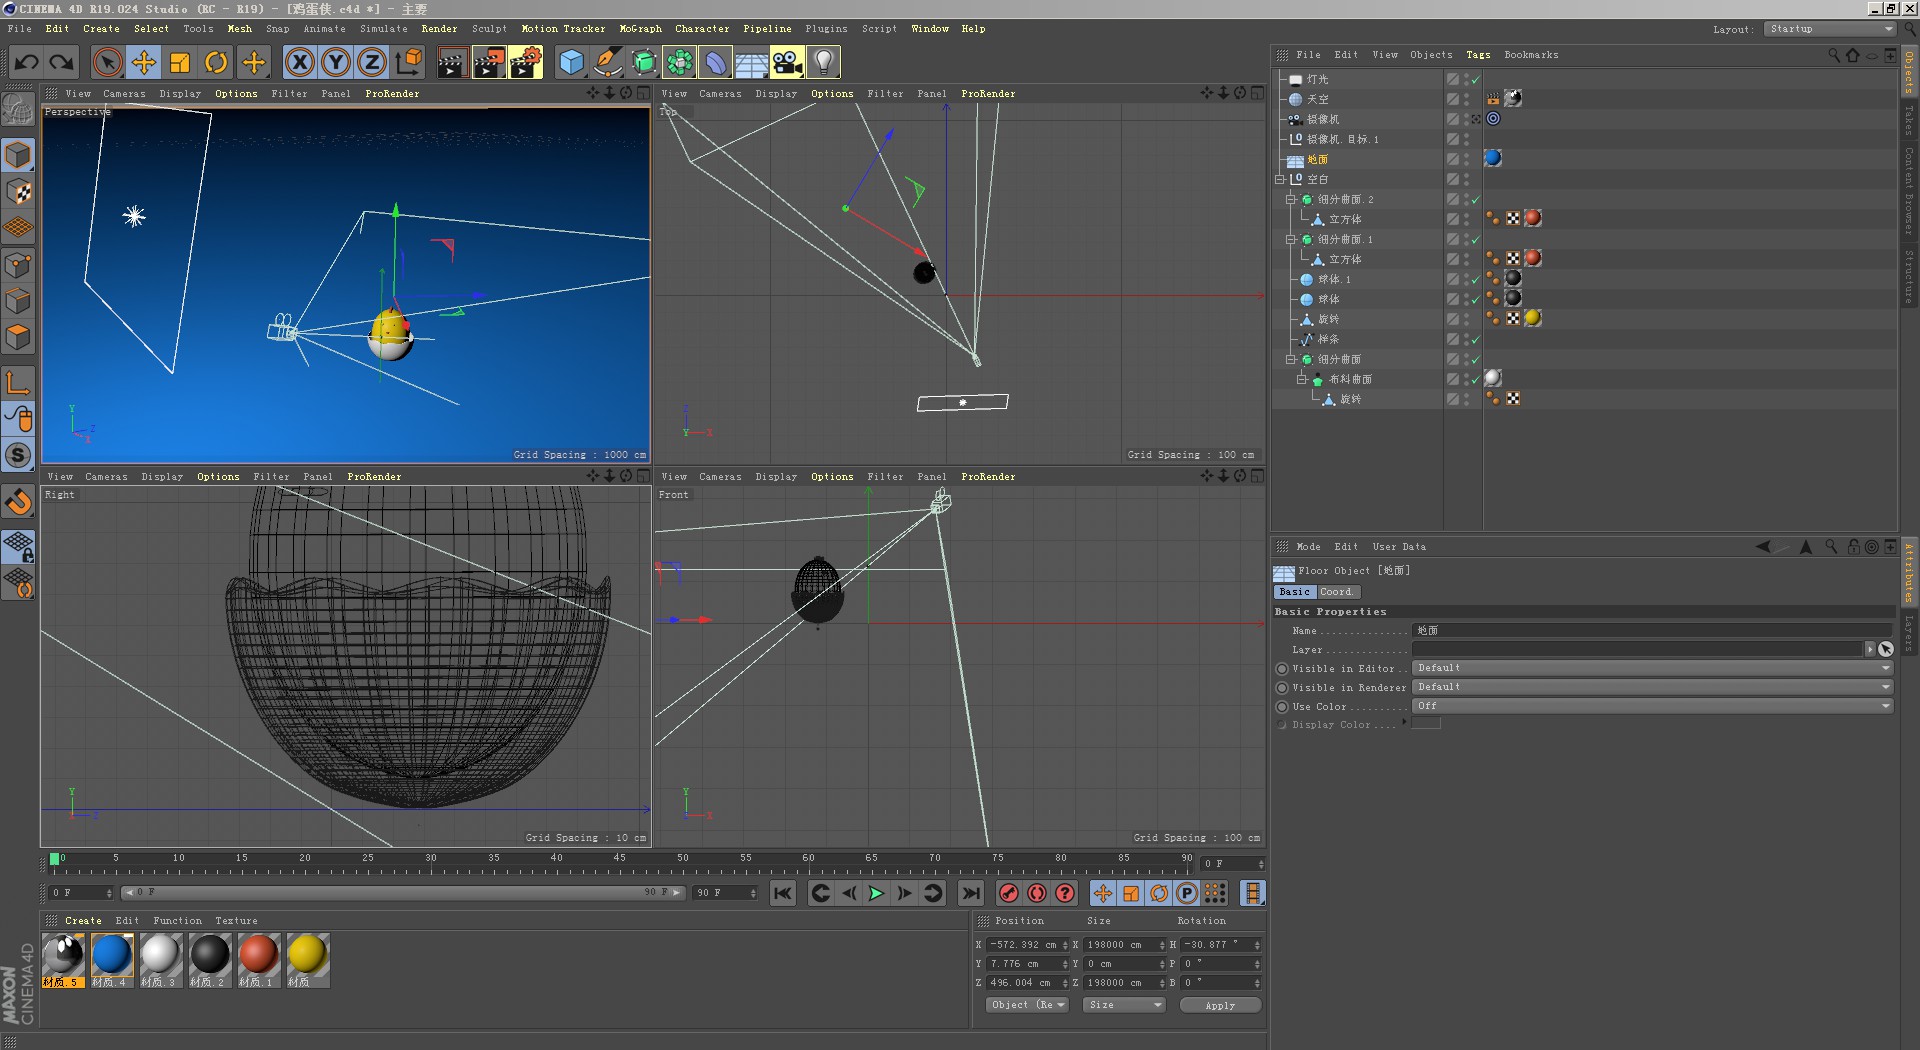 CINEMA 4D R19.024 Studio (RC - R19) - [鸡蛋侠.c4d *] - 主要
File Edit Create Select Tools Mesh Snap Animate Simulate Render Sculpt Motion Tracker MoGraph Character Pipeline Plugins Script Window Help
Layout: Startup
File Edit View Objects Tags Bookmarks
View Cameras Display Options Filter Panel ProRender
Perspective
Grid Spacing : 1000 cm
View Cameras Display Options Filter Panel ProRender
Top
Grid Spacing : 100 cm
View Cameras Display Options Filter Panel ProRender
Right
Grid Spacing : 10 cm
View Cameras Display Options Filter Panel ProRender
Front
Grid Spacing : 100 cm
灯光
天空
摄像机
摄像机.目标.1
地面
空白
细分曲面.2
立方体
细分曲面.1
立方体
球体.1
球体
旋转
样条
细分曲面
布料曲面
旋转
Objects
Takes
Content Browser
Structure
Mode Edit User Data
Floor Object [地面]
Basic Coord.
Basic Properties
Name 地面
Layer
Visible in Editor Default
Visible in Renderer Default
Use Color Off
Display Color
Attributes
Layers
0 5 10 15 20 25 30 35 40 45 50 55 60 65 70 75 80 85 90
0 F
0 F 0 F 90 F 90 F
Create Edit Function Texture
材质.5 材质.4 材质.3 材质.2 材质.1 材质
Position Size Rotation
X -572.392 cm X 198000 cm H -30.877 °
Y 7.776 cm Y 0 cm P 0 °
Z 496.004 cm Z 198000 cm B 0 °
Object (Re Size Apply
MAXON CINEMA4D